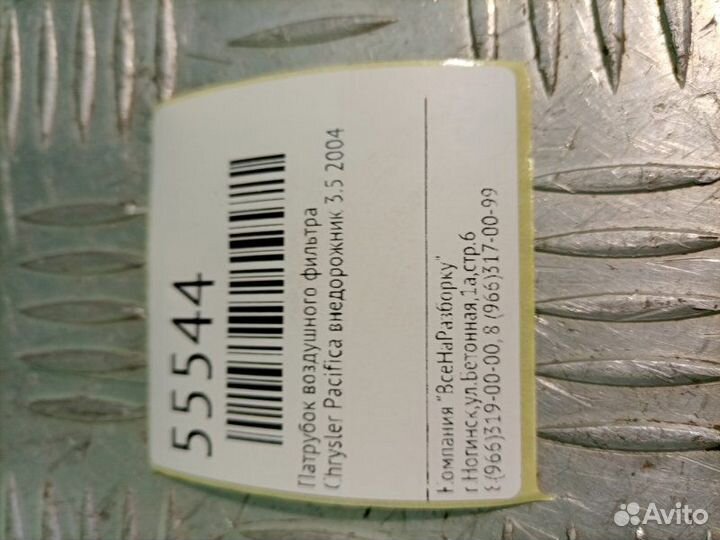 55544
Патрубок воздушного фильтра
Chrysler Pacifica внедорожник 3.5 2004
Компания "ВсеНаРазборку"
г.Ногинск,ул.Бетонная,1а,стр.6
8(966)319-00-00, 8 (966)317-00-99
Avito